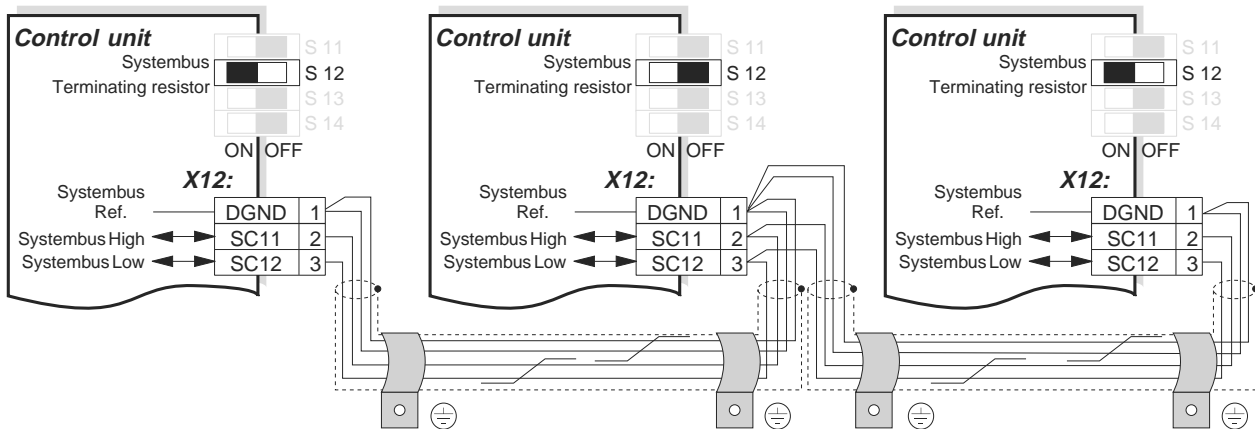 Control unit
S 11
Systembus
S 12
Terminating resistor
S 13
S 14
ON OFF
X12:
Systembus
Ref.
DGND 1
Systembus High
SC11 2
Systembus Low
SC12 3
Control unit
S 11
Systembus
S 12
Terminating resistor
S 13
S 14
ON OFF
X12:
Systembus
Ref.
DGND 1
Systembus High
SC11 2
Systembus Low
SC12 3
Control unit
S 11
Systembus
S 12
Terminating resistor
S 13
S 14
ON OFF
X12:
Systembus
Ref.
DGND 1
Systembus High
SC11 2
Systembus Low
SC12 3